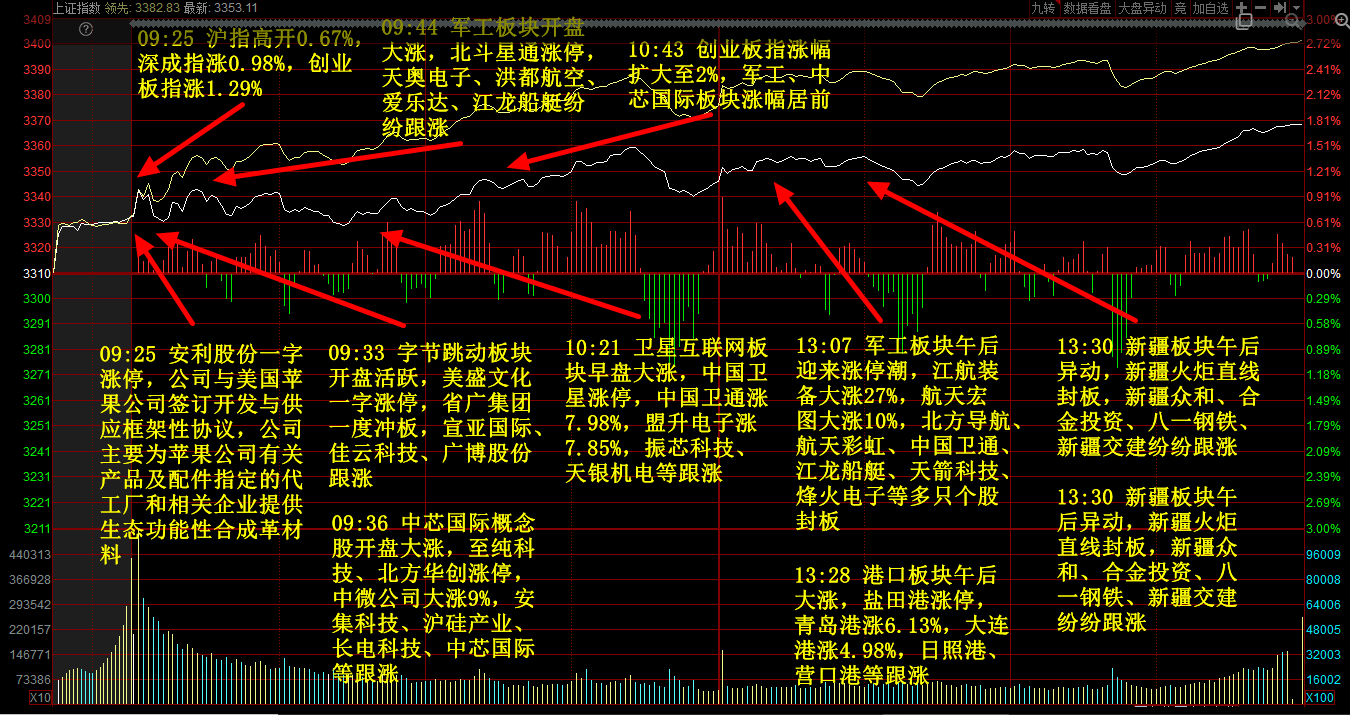 上证指数 领先: 3382.83 最新: 3353.11
九转 数据看盘 大盘异动 竞 加自选
3409
3400
3390
3380
3370
3360
3350
3340
3330
3320
3310
3300
3291
3281
3271
3261
3251
3241
3231
3221
3211
440313
366928
293542
220157
146771
73386
X10
09:25 沪指高开0.67%，
深成指涨0.98%，创业
板指涨1.29%
09:44 军工板块开盘
大涨，北斗星通涨停，
天奥电子、洪都航空、
爱乐达、江龙船艇纷
纷跟涨
10:43 创业板指涨幅
扩大至2%，军工、中
芯国际板块涨幅居前
09:25 安利股份一字
涨停，公司与美国苹
果公司签订开发与供
应框架性协议，公司
主要为苹果公司有关
产品及配件指定的代
工厂和相关企业提供
生态功能性合成革材
料
09:33 字节跳动板块
开盘活跃，美盛文化
一字涨停，省广集团
一度冲板，宣亚国际、
佳云科技、广博股份
跟涨
09:36 中芯国际概念
股开盘大涨，至纯科
技、北方华创涨停，
中微公司大涨9%，安
集科技、沪硅产业、
长电科技、中芯国际
等跟涨
10:21 卫星互联网板
块早盘大涨，中国卫
星涨停，中国卫通涨
7.98%，盟升电子涨
7.85%，振芯科技、
天银机电等跟涨
13:07 军工板块午后
迎来涨停潮，江航装
备大涨27%，航天宏
图大涨10%，北方导航、
航天彩虹、中国卫通、
江龙船艇、天箭科技、
烽火电子等多只个股
封板
13:28 港口板块午后
大涨，盐田港涨停，
青岛港涨6.13%，大连
港涨4.98%，日照港、
营口港等跟涨
13:30 新疆板块午后
异动，新疆火炬直线
封板，新疆众和、合
金投资、八一钢铁、
新疆交建纷纷跟涨
13:30 新疆板块午
后异动，新疆火炬
直线封板，新疆众
和、合金投资、八
一钢铁、新疆交建
纷纷跟涨
3.00%
2.72%
2.41%
2.12%
1.81%
1.51%
1.21%
0.91%
0.61%
0.31%
0.00%
0.29%
0.58%
0.89%
1.18%
1.49%
1.79%
2.09%
2.39%
2.69%
3.00%
96009
80008
64006
48005
32003
16002
X100